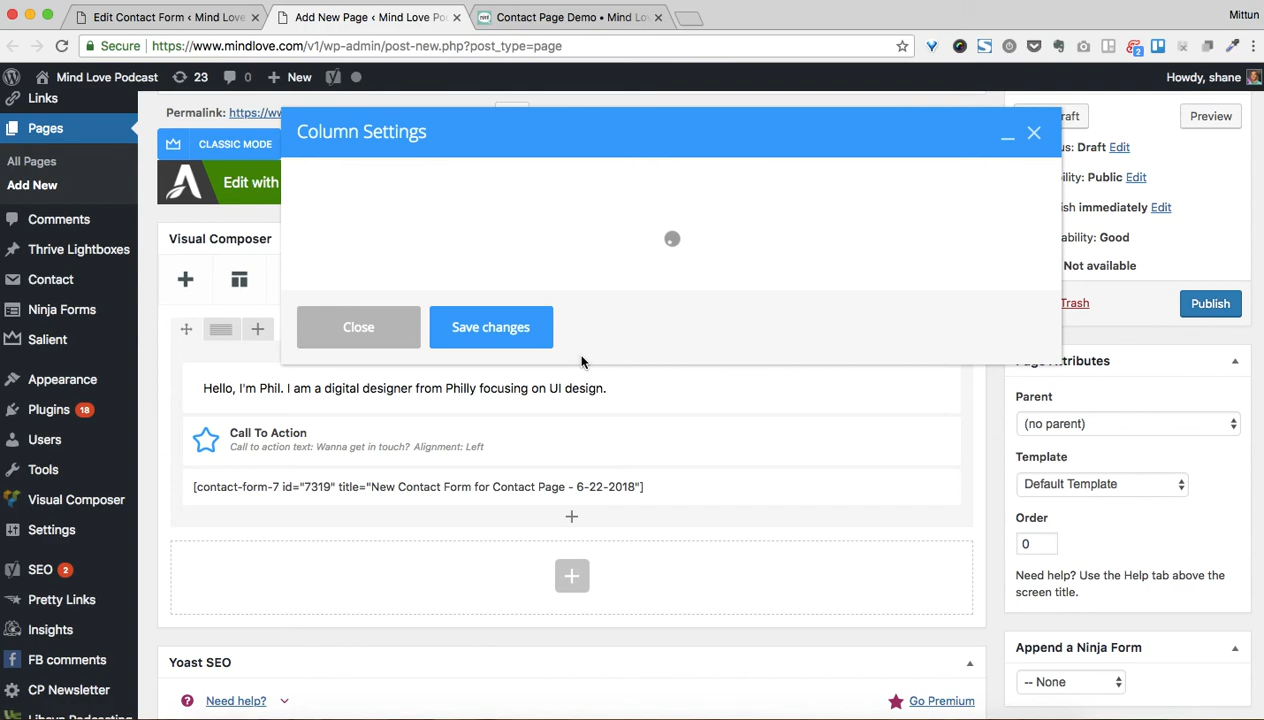 Edit Contact Form ‹ Mind Love
Add New Page ‹ Mind Love Po
Contact Page Demo • Mind Lo
Mittun
Secure
https://www.mindlove.com/v1/wp-admin/post-new.php?post_type=page
2
Mind Love Podcast
23
0
New
Howdy, shane
Links
Pages
All Pages
Add New
Comments
Thrive Lightboxes
Contact
Ninja Forms
Salient
Appearance
Plugins 18
Users
Tools
Visual Composer
Settings
SEO 2
Pretty Links
Insights
FB comments
CP Newsletter
Libsyn Podcasting
Permalink: https://ww
CLASSIC MODE
Edit with
Visual Composer
Column Settings
Close
Save changes
Hello, I'm Phil. I am a digital designer from Philly focusing on UI design.
Call To Action
Call to action text: Wanna get in touch? Alignment: Left
[contact-form-7 id="7319" title="New Contact Form for Contact Page - 6-22-2018"]
Yoast SEO
Need help?
Go Premium
raft
Preview
us: Draft Edit
ility: Public Edit
sh immediately Edit
ability: Good
Not available
Trash
Publish
Page Attributes
Parent
(no parent)
Template
Default Template
Order
0
Need help? Use the Help tab above the
screen title.
Append a Ninja Form
-- None